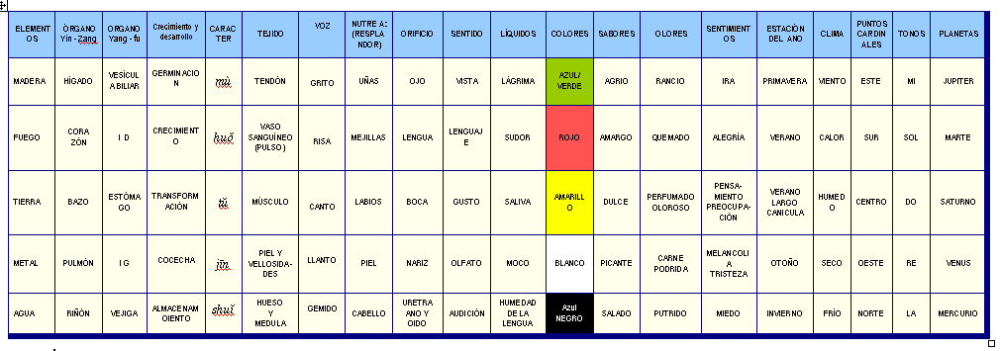 ELEMENTOS | ÓRGANO Yin - Zang | ORGANO Yang - fu | Crecimiento y desarrollo | CARACTER | TEJIDO | VOZ | NUTRE A: (RESPLANDOR) | ORIFICIO | SENTIDO | LÍQUIDOS | COLORES | SABORES | OLORES | SENTIMIENTOS | ESTACIÓN DEL AÑO | CLIMA | PUNTOS CARDINALES | TONOS | PLANETAS
MADERA | HÍGADO | VESÍCULA BILIAR | GERMINACION | mù | TENDÓN | GRITO | UÑAS | OJO | VISTA | LÁGRIMA | AZUL/ VERDE | AGRIO | RANCIO | IRA | PRIMAVERA | VIENTO | ESTE | MI | JUPITER
FUEGO | CORAZÓN | I D | CRECIMIENTO | huǒ | VASO SANGUÍNEO (PULSO) | RISA | MEJILLAS | LENGUA | LENGUAJE | SUDOR | ROJO | AMARGO | QUEMADO | ALEGRÍA | VERANO | CALOR | SUR | SOL | MARTE
TIERRA | BAZO | ESTÓMAGO | TRANSFORMACIÓN | tǔ | MÚSCULO | CANTO | LABIOS | BOCA | GUSTO | SALIVA | AMARILLO | DULCE | PERFUMADO OLOROSO | PENSA-MIENTO PREOCUPA-CIÓN | VERANO LARGO CANICULA | HUMEDO | CENTRO | DO | SATURNO
METAL | PULMÓN | I G | COCECHA | jīn | PIEL Y VELLOSIDA-DES | LLANTO | PIEL | NARIZ | OLFATO | MOCO | BLANCO | PICANTE | CARNE PODRIDA | MELANCOLIA TRISTEZA | OTOÑO | SECO | OESTE | RE | VENUS
AGUA | RIÑÓN | VEJIGA | ALMACENAMOIENTO | shuǐ | HUESO Y MEDULA | GEMIDO | CABELLO | URETRA ANO Y OIDO | AUDICIÓN | HUMEDAD DE LA LENGUA | Azul NEGRO | SALADO | PUTRIDO | MIEDO | INVIERNO | FRÍO | NORTE | LA | MERCURIO